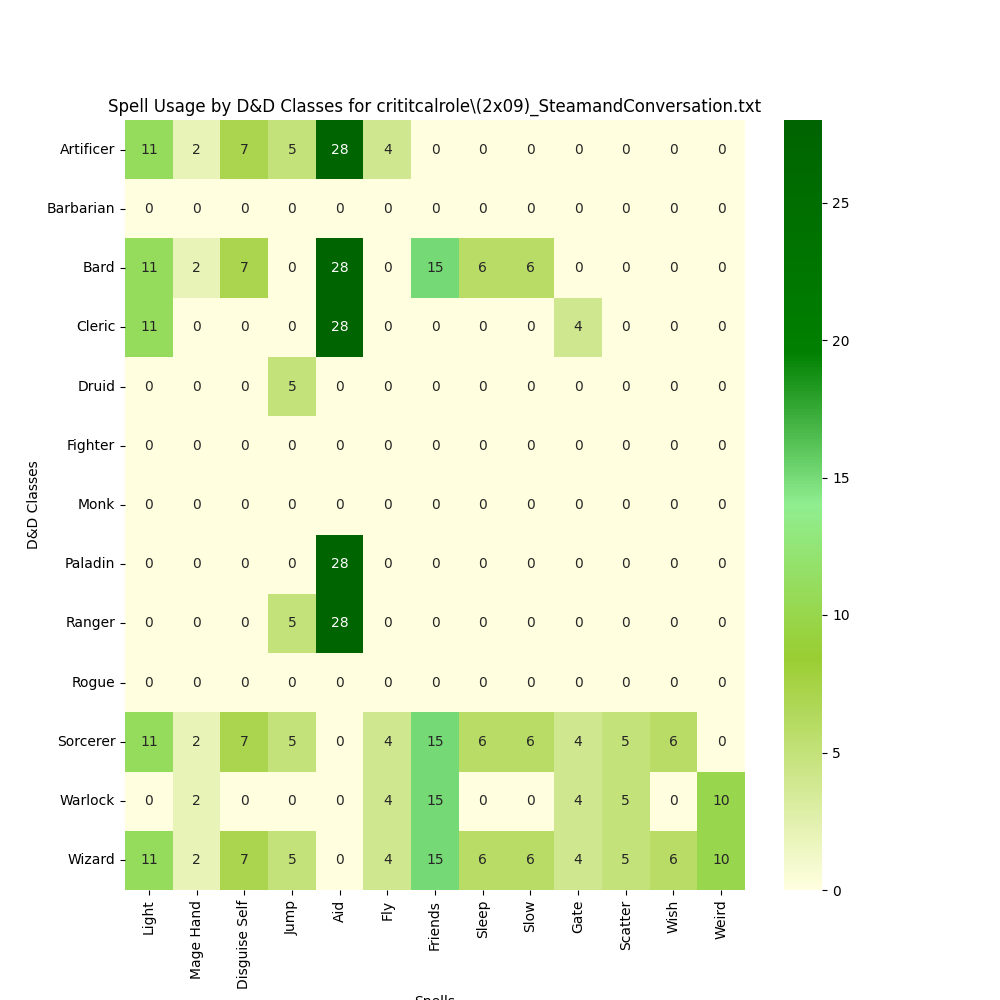 Spell Usage by D&D Classes for crititcalrole\(2x09)_SteamandConversation.txt
Artificer 11 2 7 5 28 4 0 0 0 0 0 0 0
Barbarian 0 0 0 0 0 0 0 0 0 0 0 0 0
Bard 11 2 7 0 28 0 15 6 6 0 0 0 0
Cleric 11 0 0 0 28 0 0 0 0 4 0 0 0
Druid 0 0 0 5 0 0 0 0 0 0 0 0 0
Fighter 0 0 0 0 0 0 0 0 0 0 0 0 0
Monk 0 0 0 0 0 0 0 0 0 0 0 0 0
Paladin 0 0 0 0 28 0 0 0 0 0 0 0 0
Ranger 0 0 0 5 28 0 0 0 0 0 0 0 0
Rogue 0 0 0 0 0 0 0 0 0 0 0 0 0
Sorcerer 11 2 7 5 0 4 15 6 6 4 5 6 0
Warlock 0 2 0 0 0 4 15 0 0 4 5 0 10
Wizard 11 2 7 5 0 4 15 6 6 4 5 6 10
D&D Classes
Light
Mage Hand
Disguise Self
Jump
Aid
Fly
Friends
Sleep
Slow
Gate
Scatter
Wish
Weird
Spells
25
20
15
10
5
0